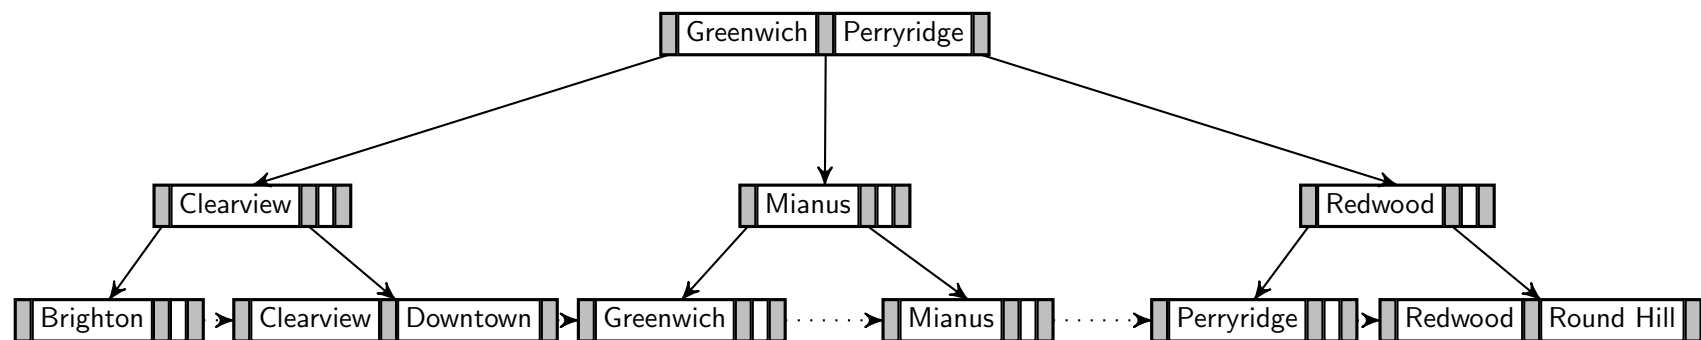 Greenwich Perryridge
Clearview Mianus Redwood
Brighton Clearview Downtown Greenwich Mianus Perryridge Redwood Round Hill